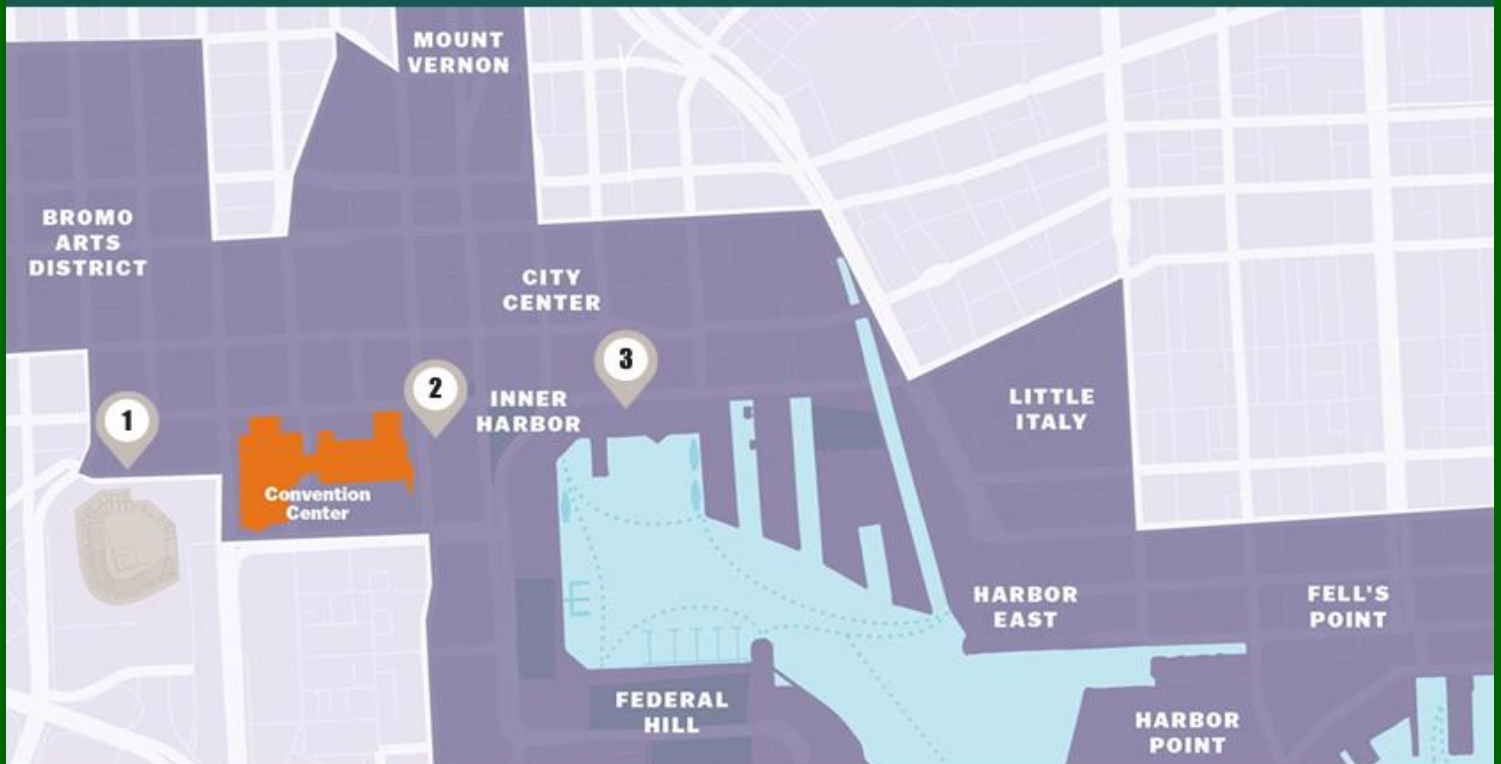 MOUNT
VERNON
BROMO
ARTS
DISTRICT
CITY
CENTER
3
2
INNER
HARBOR
1
LITTLE
ITALY
Convention
Center
HARBOR
EAST
FELL'S
POINT
FEDERAL
HILL
HARBOR
POINT